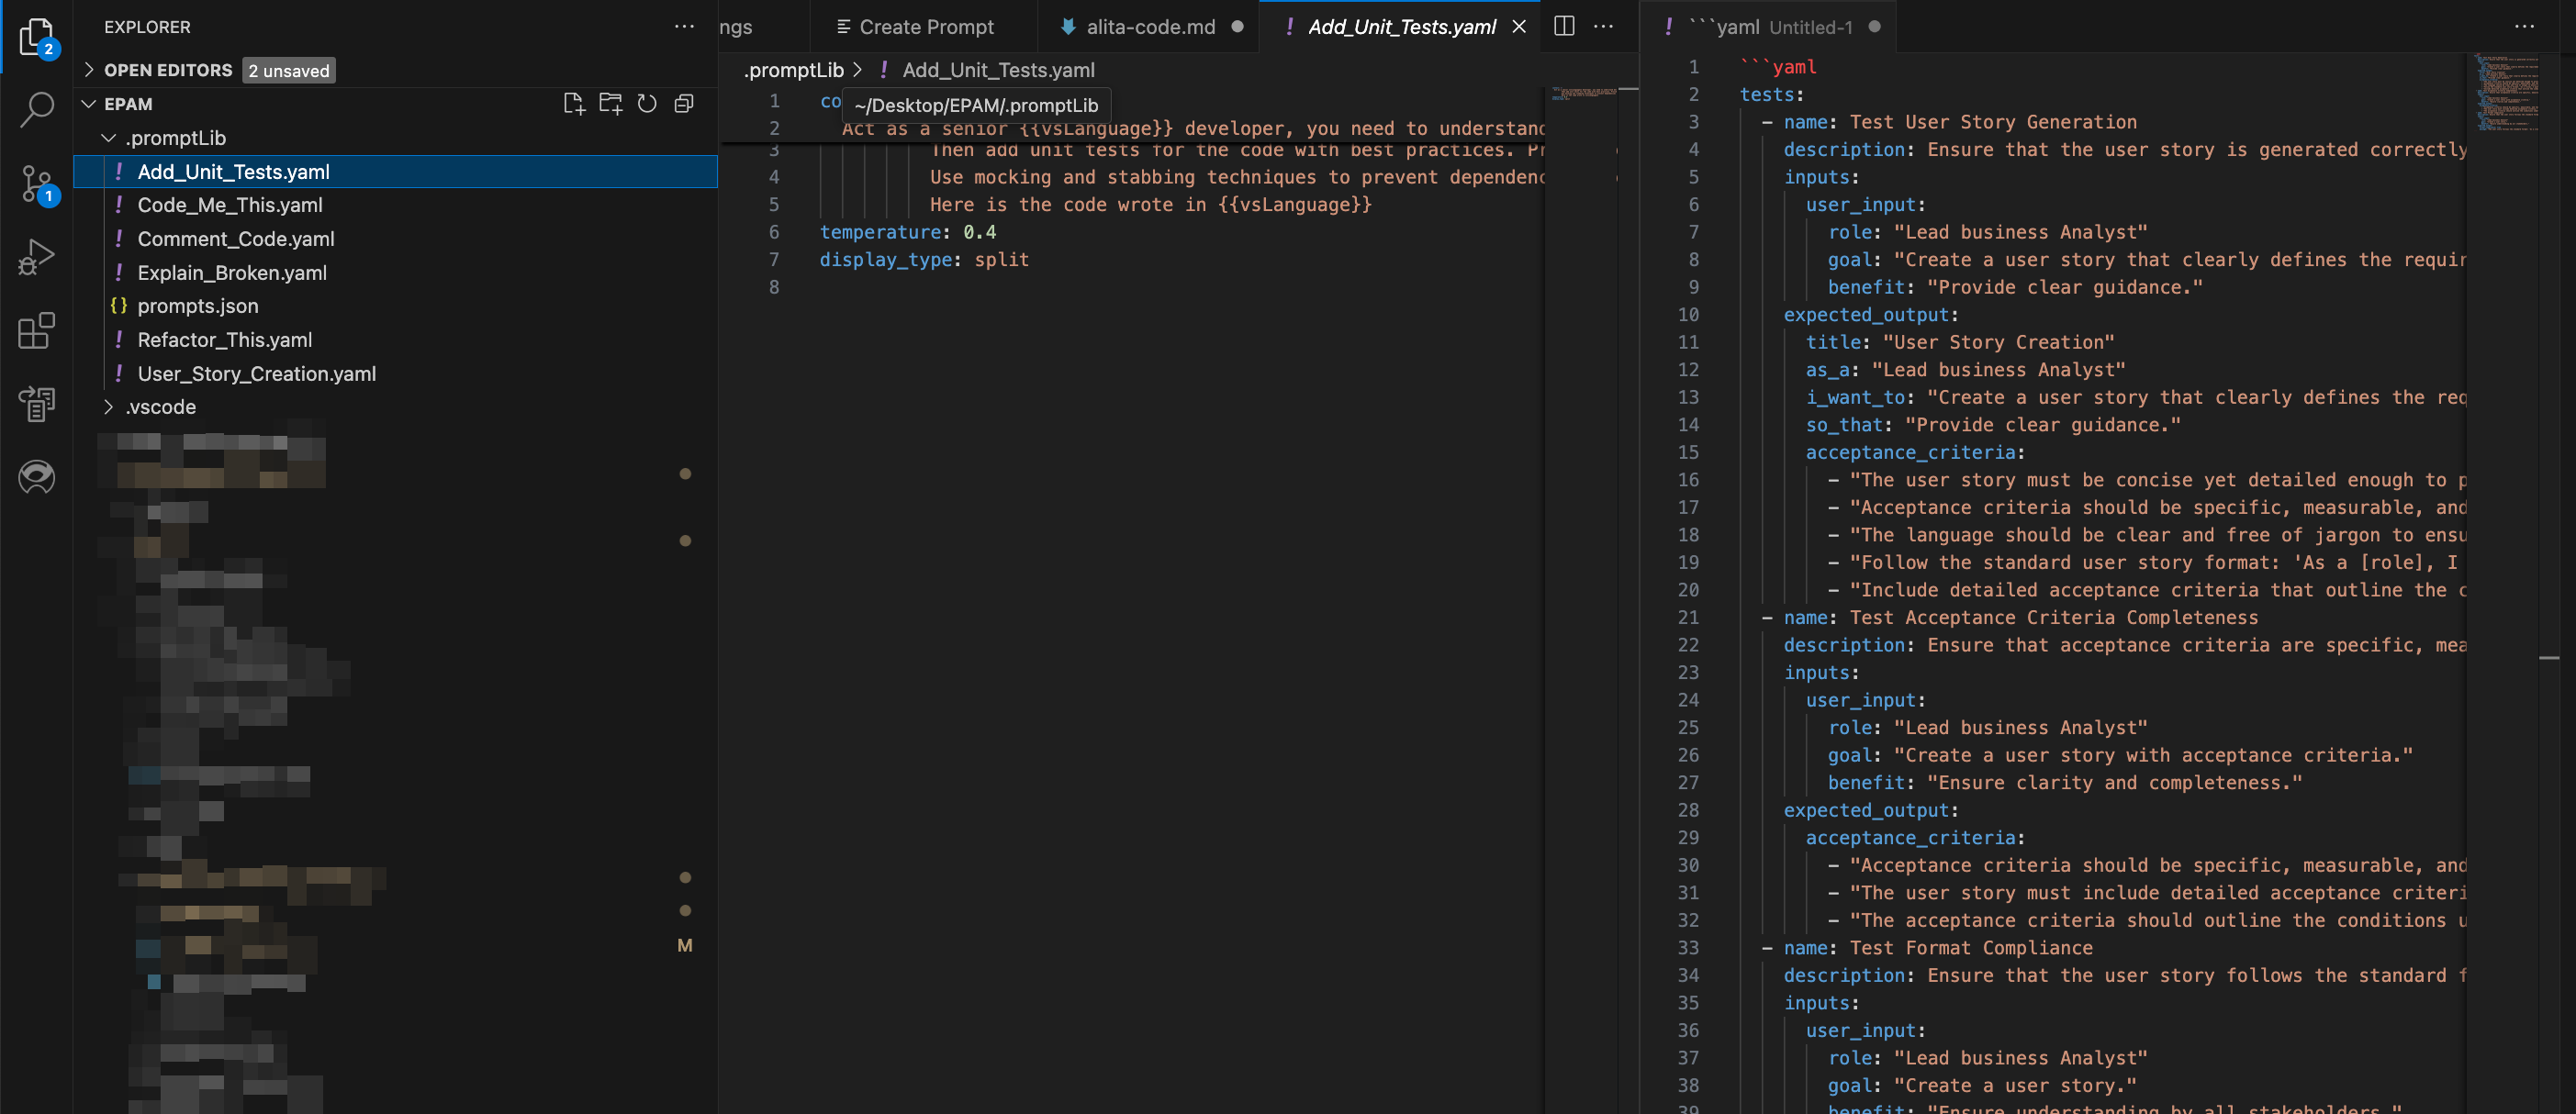 EXPLORER
OPEN EDITORS 2 unsaved
EPAM
.promptLib
! Add_Unit_Tests.yaml
! Code_Me_This.yaml
! Comment_Code.yaml
! Explain_Broken.yaml
{} prompts.json
! Refactor_This.yaml
! User_Story_Creation.yaml
.vscode
M
2
1
ngs
Create Prompt
alita-code.md
! Add_Unit_Tests.yaml
.promptLib > ! Add_Unit_Tests.yaml
~/Desktop/EPAM/.promptLib
1 co
2 Act as a senior {{vsLanguage}} developer, you need to understand
3 Then add unit tests for the code with best practices. Pr
4 Use mocking and stabbing techniques to prevent dependenc
5 Here is the code wrote in {{vsLanguage}}
6 temperature: 0.4
7 display_type: split
8
! ```yaml Untitled-1
1 ```yaml
2 tests:
3 - name: Test User Story Generation
4 description: Ensure that the user story is generated correctly
5 inputs:
6 user_input:
7 role: "Lead business Analyst"
8 goal: "Create a user story that clearly defines the requir
9 benefit: "Provide clear guidance."
10 expected_output:
11 title: "User Story Creation"
12 as_a: "Lead business Analyst"
13 i_want_to: "Create a user story that clearly defines the req
14 so_that: "Provide clear guidance."
15 acceptance_criteria:
16 - "The user story must be concise yet detailed enough to p
17 - "Acceptance criteria should be specific, measurable, and
18 - "The language should be clear and free of jargon to ensu
19 - "Follow the standard user story format: 'As a [role], I
20 - "Include detailed acceptance criteria that outline the c
21 - name: Test Acceptance Criteria Completeness
22 description: Ensure that acceptance criteria are specific, mea
23 inputs:
24 user_input:
25 role: "Lead business Analyst"
26 goal: "Create a user story with acceptance criteria."
27 benefit: "Ensure clarity and completeness."
28 expected_output:
29 acceptance_criteria:
30 - "Acceptance criteria should be specific, measurable, and
31 - "The user story must include detailed acceptance criteri
32 - "The acceptance criteria should outline the conditions u
33 - name: Test Format Compliance
34 description: Ensure that the user story follows the standard f
35 inputs:
36 user_input:
37 role: "Lead business Analyst"
38 goal: "Create a user story."
39 benefit: "Ensure understanding by all stakeholders."